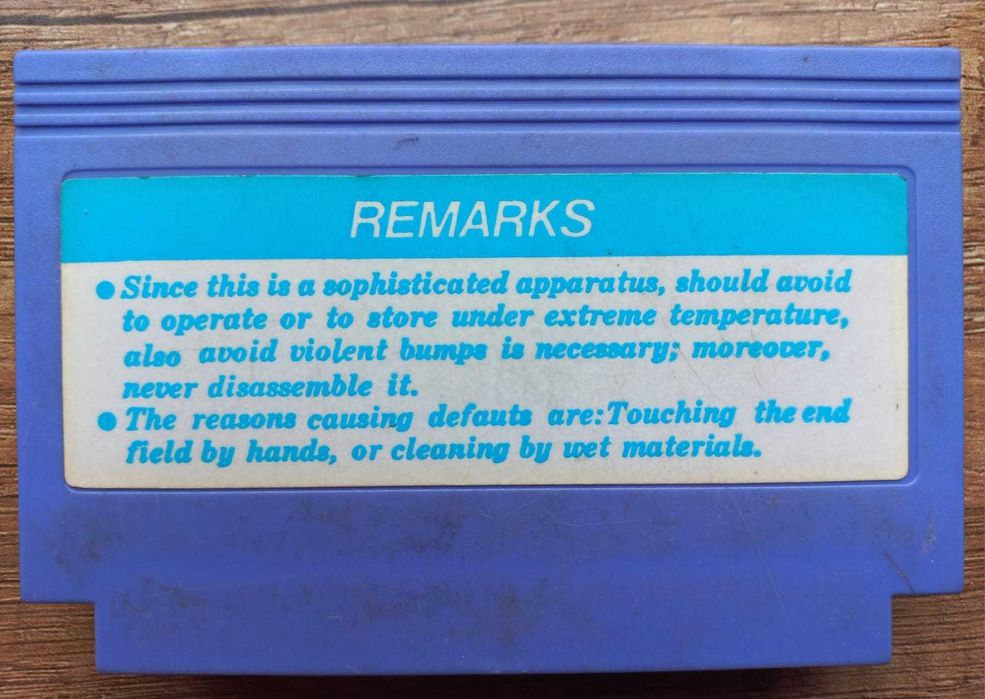 REMARKS
● Since this is a sophisticated apparatus, should avoid
to operate or to store under extreme temperature,
also avoid violent bumps is necessary; moreover,
never disassemble it.
● The reasons causing defauts are: Touching the end
field by hands, or cleaning by wet materials.